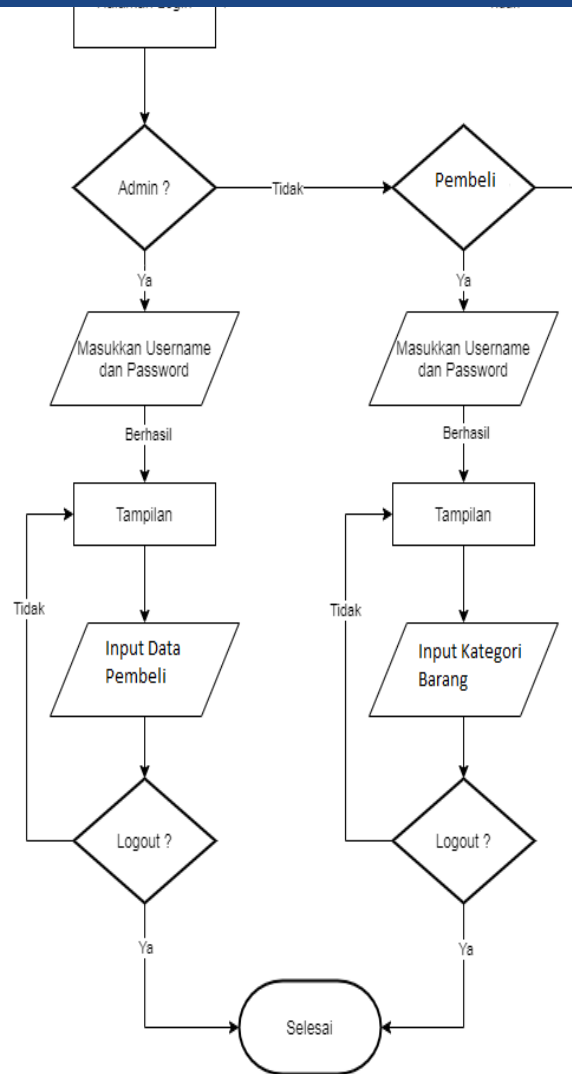 Admin ?
Tidak
Pembeli
Ya
Ya
Masukkan Username
dan Password
Masukkan Username
dan Password
Berhasil
Berhasil
Tampilan
Tampilan
Tidak
Tidak
Input Data
Pembeli
Input Kategori
Barang
Logout ?
Logout ?
Ya
Ya
Selesai